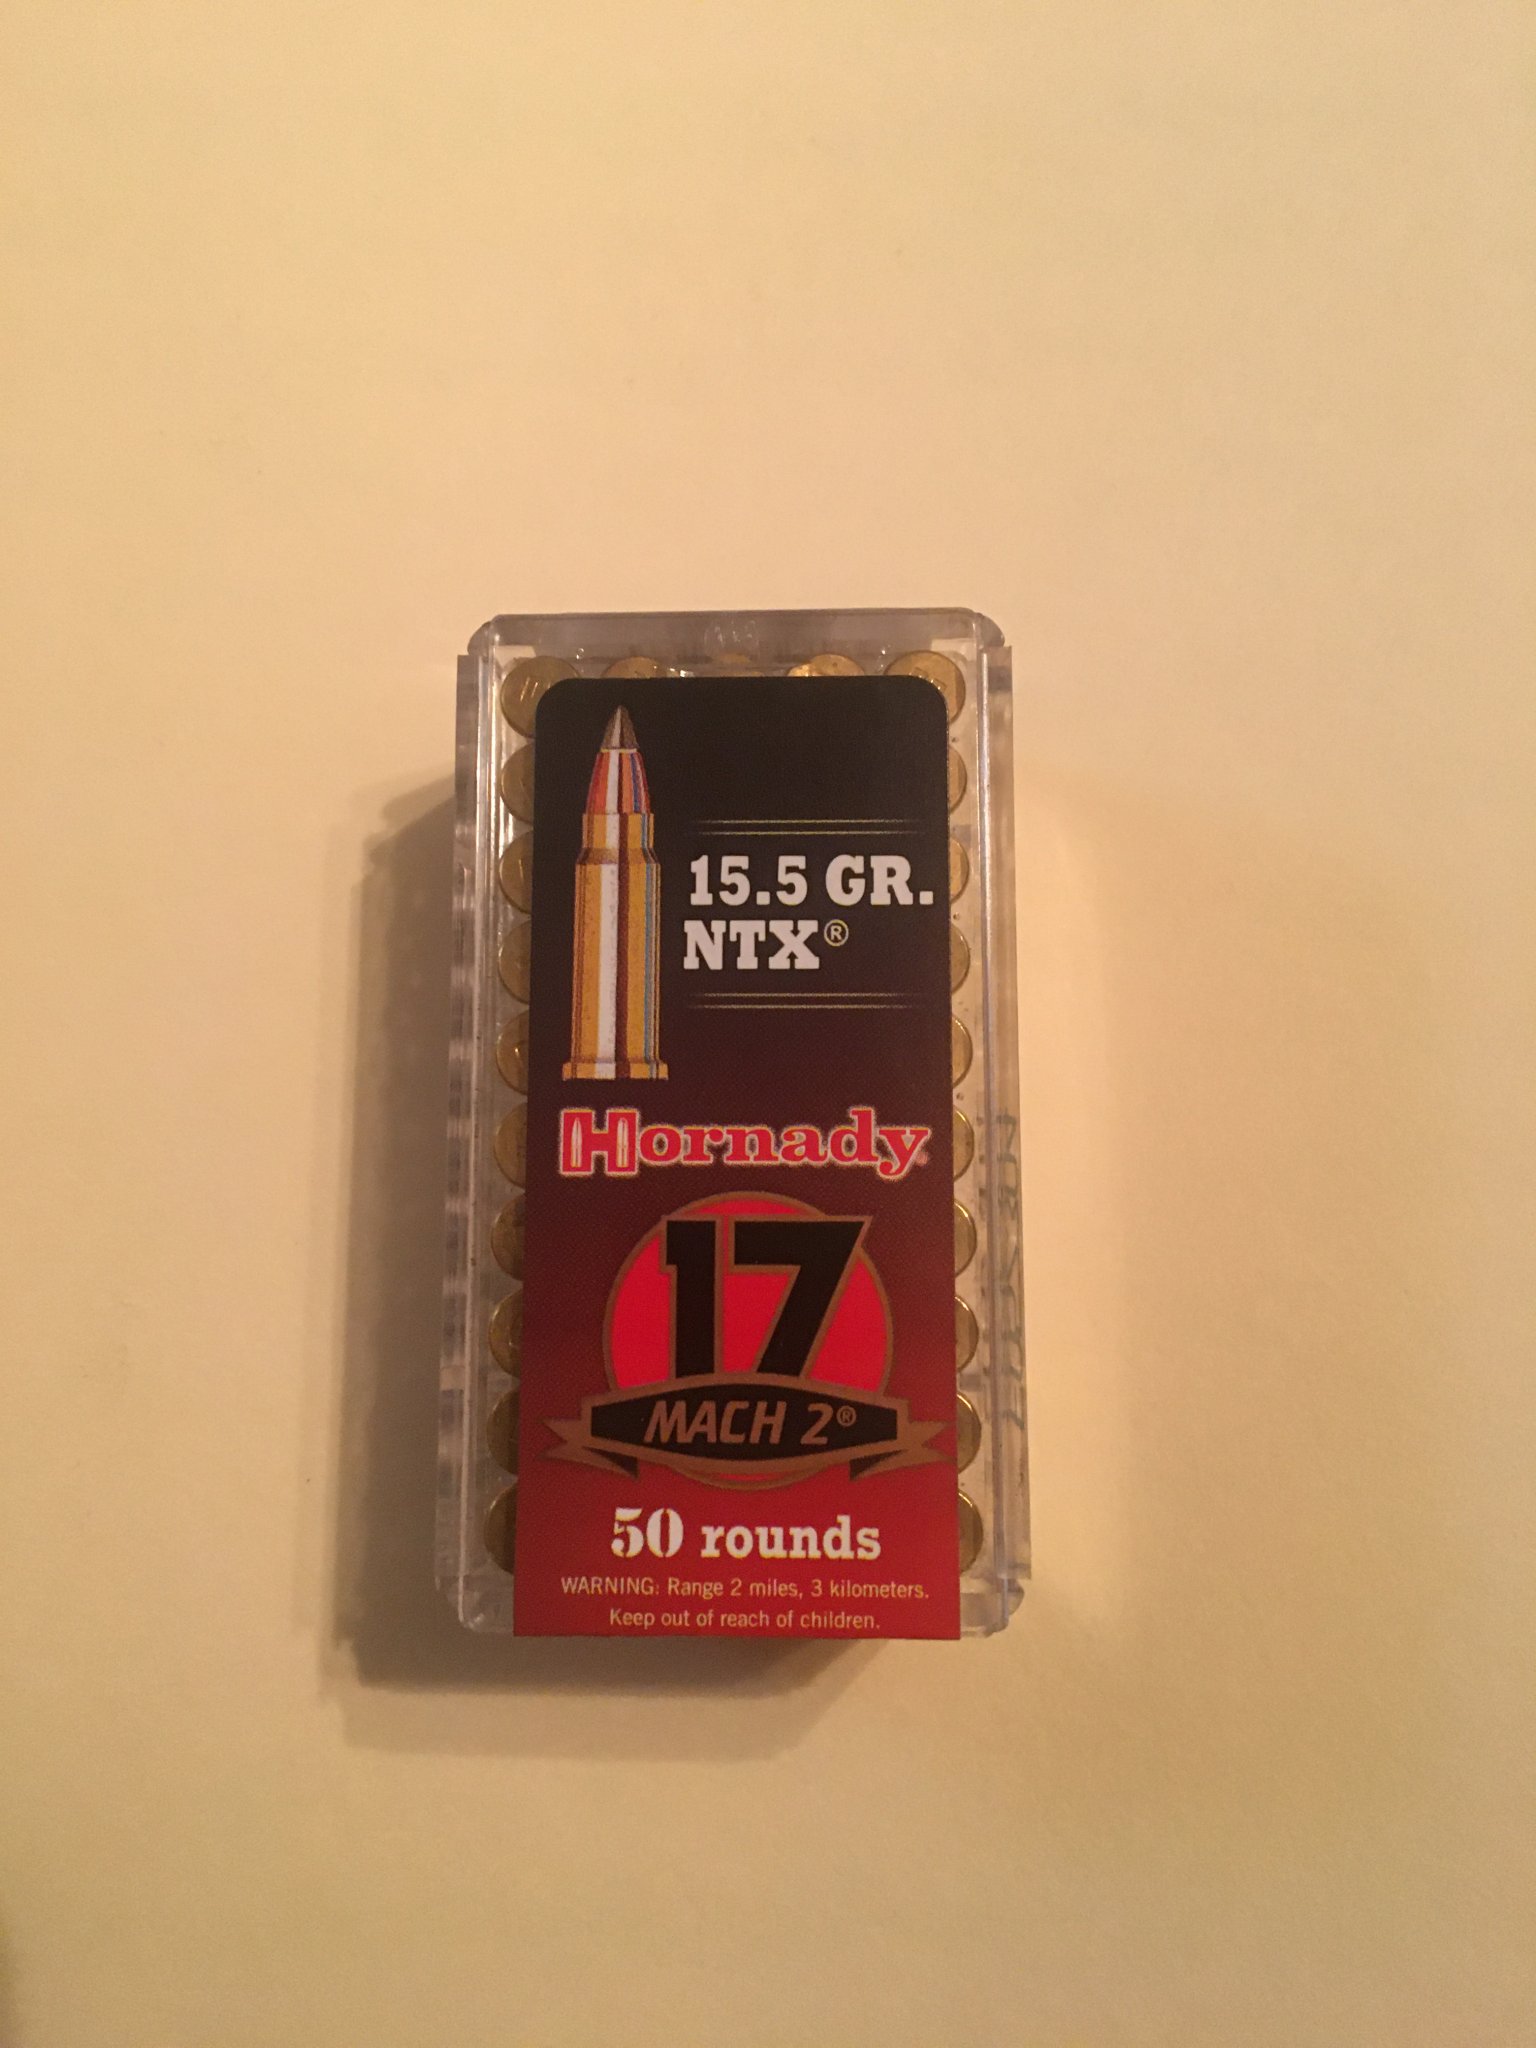 15.5 GR.
NTX®
Hornady
17
MACH 2®
50 rounds
WARNING: Range 2 miles, 3 kilometers.
Keep out of reach of children.